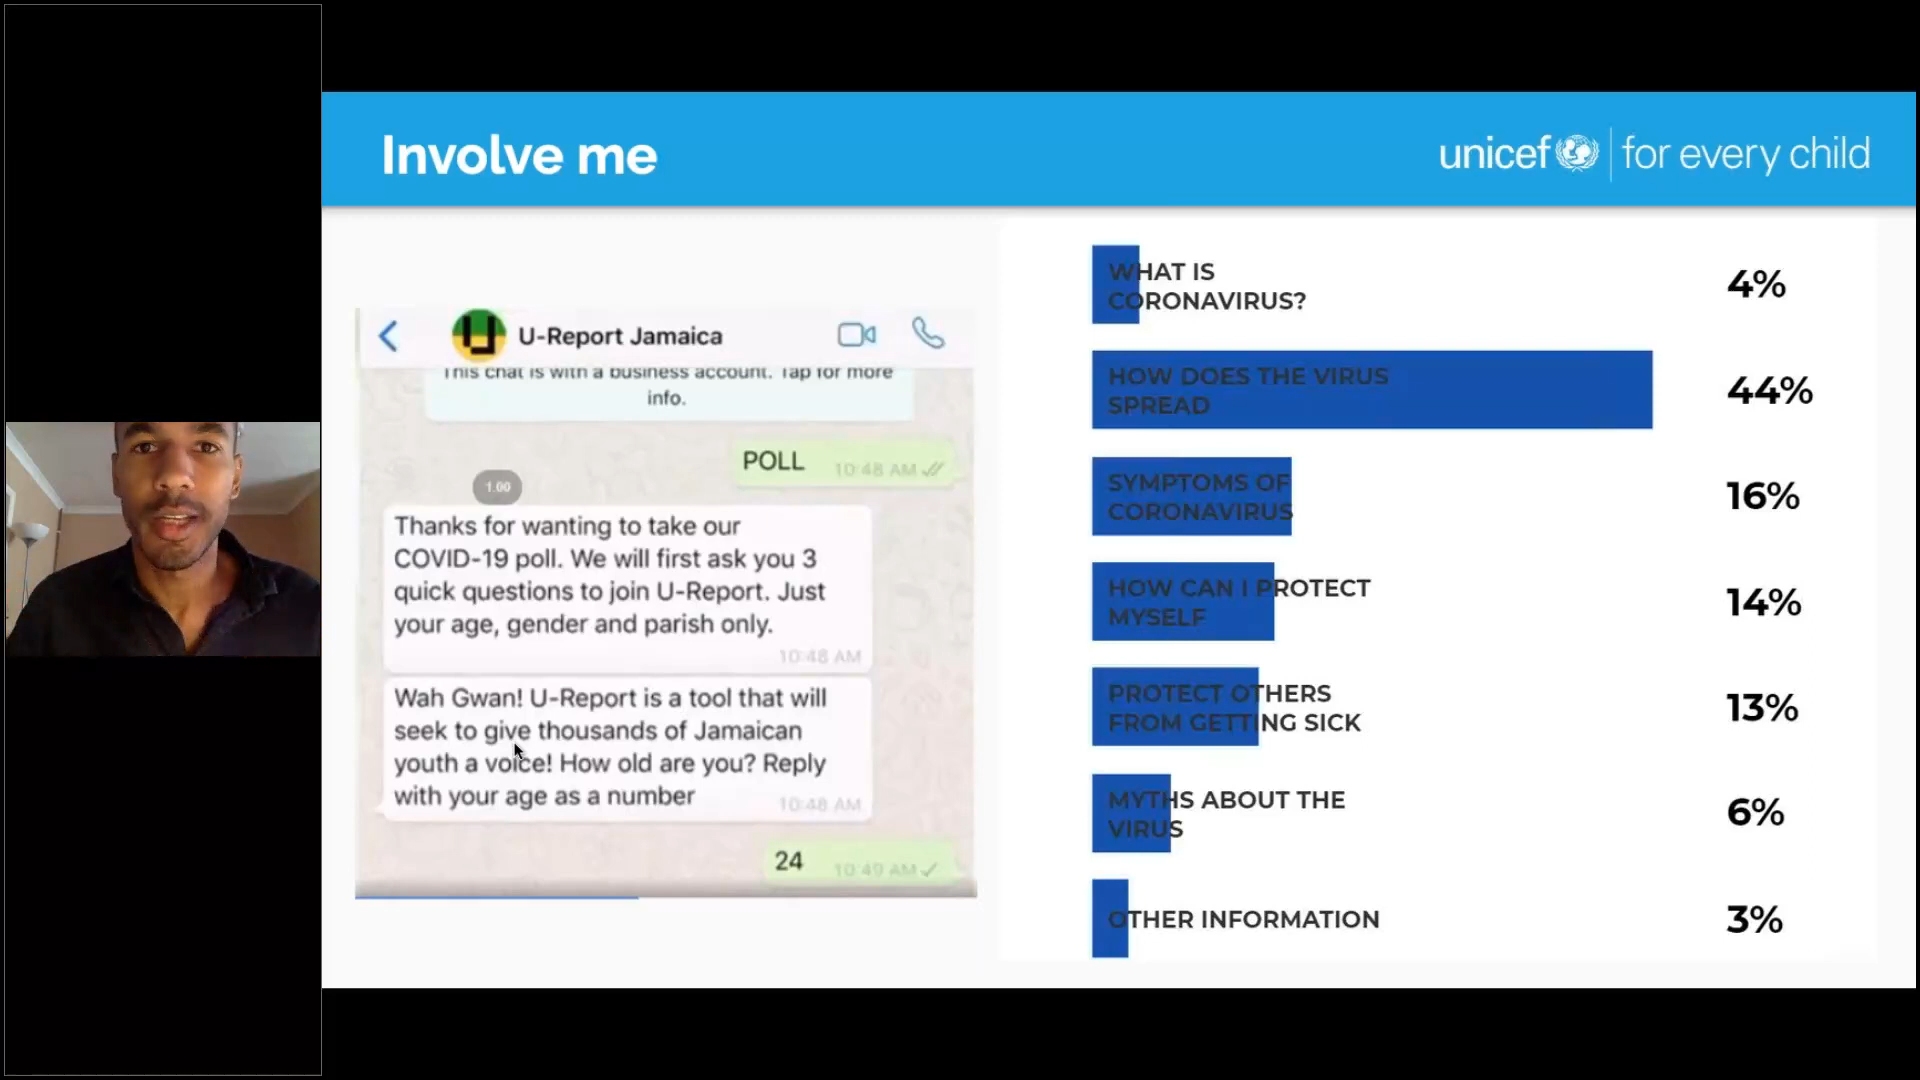 Involve me
unicef for every child
U-Report Jamaica
This chat is with a business account. Tap for more
info.
POLL 10:48 AM
1.00
Thanks for wanting to take our
COVID-19 poll. We will first ask you 3
quick questions to join U-Report. Just
your age, gender and parish only.
10:48 AM
Wah Gwan! U-Report is a tool that will
seek to give thousands of Jamaican
youth a voice! How old are you? Reply
with your age as a number
10:48 AM
24 10:49 AM
WHAT IS
CORONAVIRUS?
4%
HOW DOES THE VIRUS
SPREAD
44%
SYMPTOMS OF
CORONAVIRUS
16%
HOW CAN I PROTECT
MYSELF
14%
PROTECT OTHERS
FROM GETTING SICK
13%
MYTHS ABOUT THE
VIRUS
6%
OTHER INFORMATION
3%